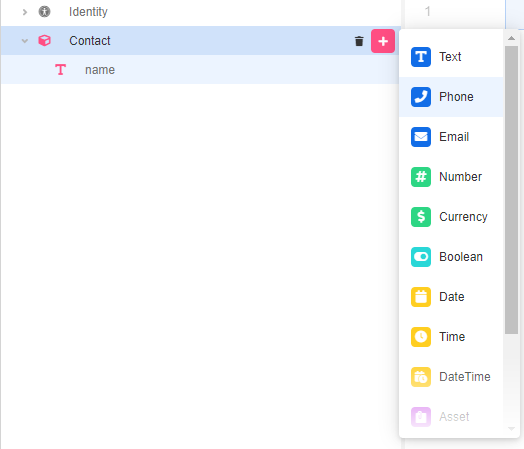 Identity
1
Contact
Text
name
Phone
Email
Number
Currency
Boolean
Date
Time
DateTime
Asset